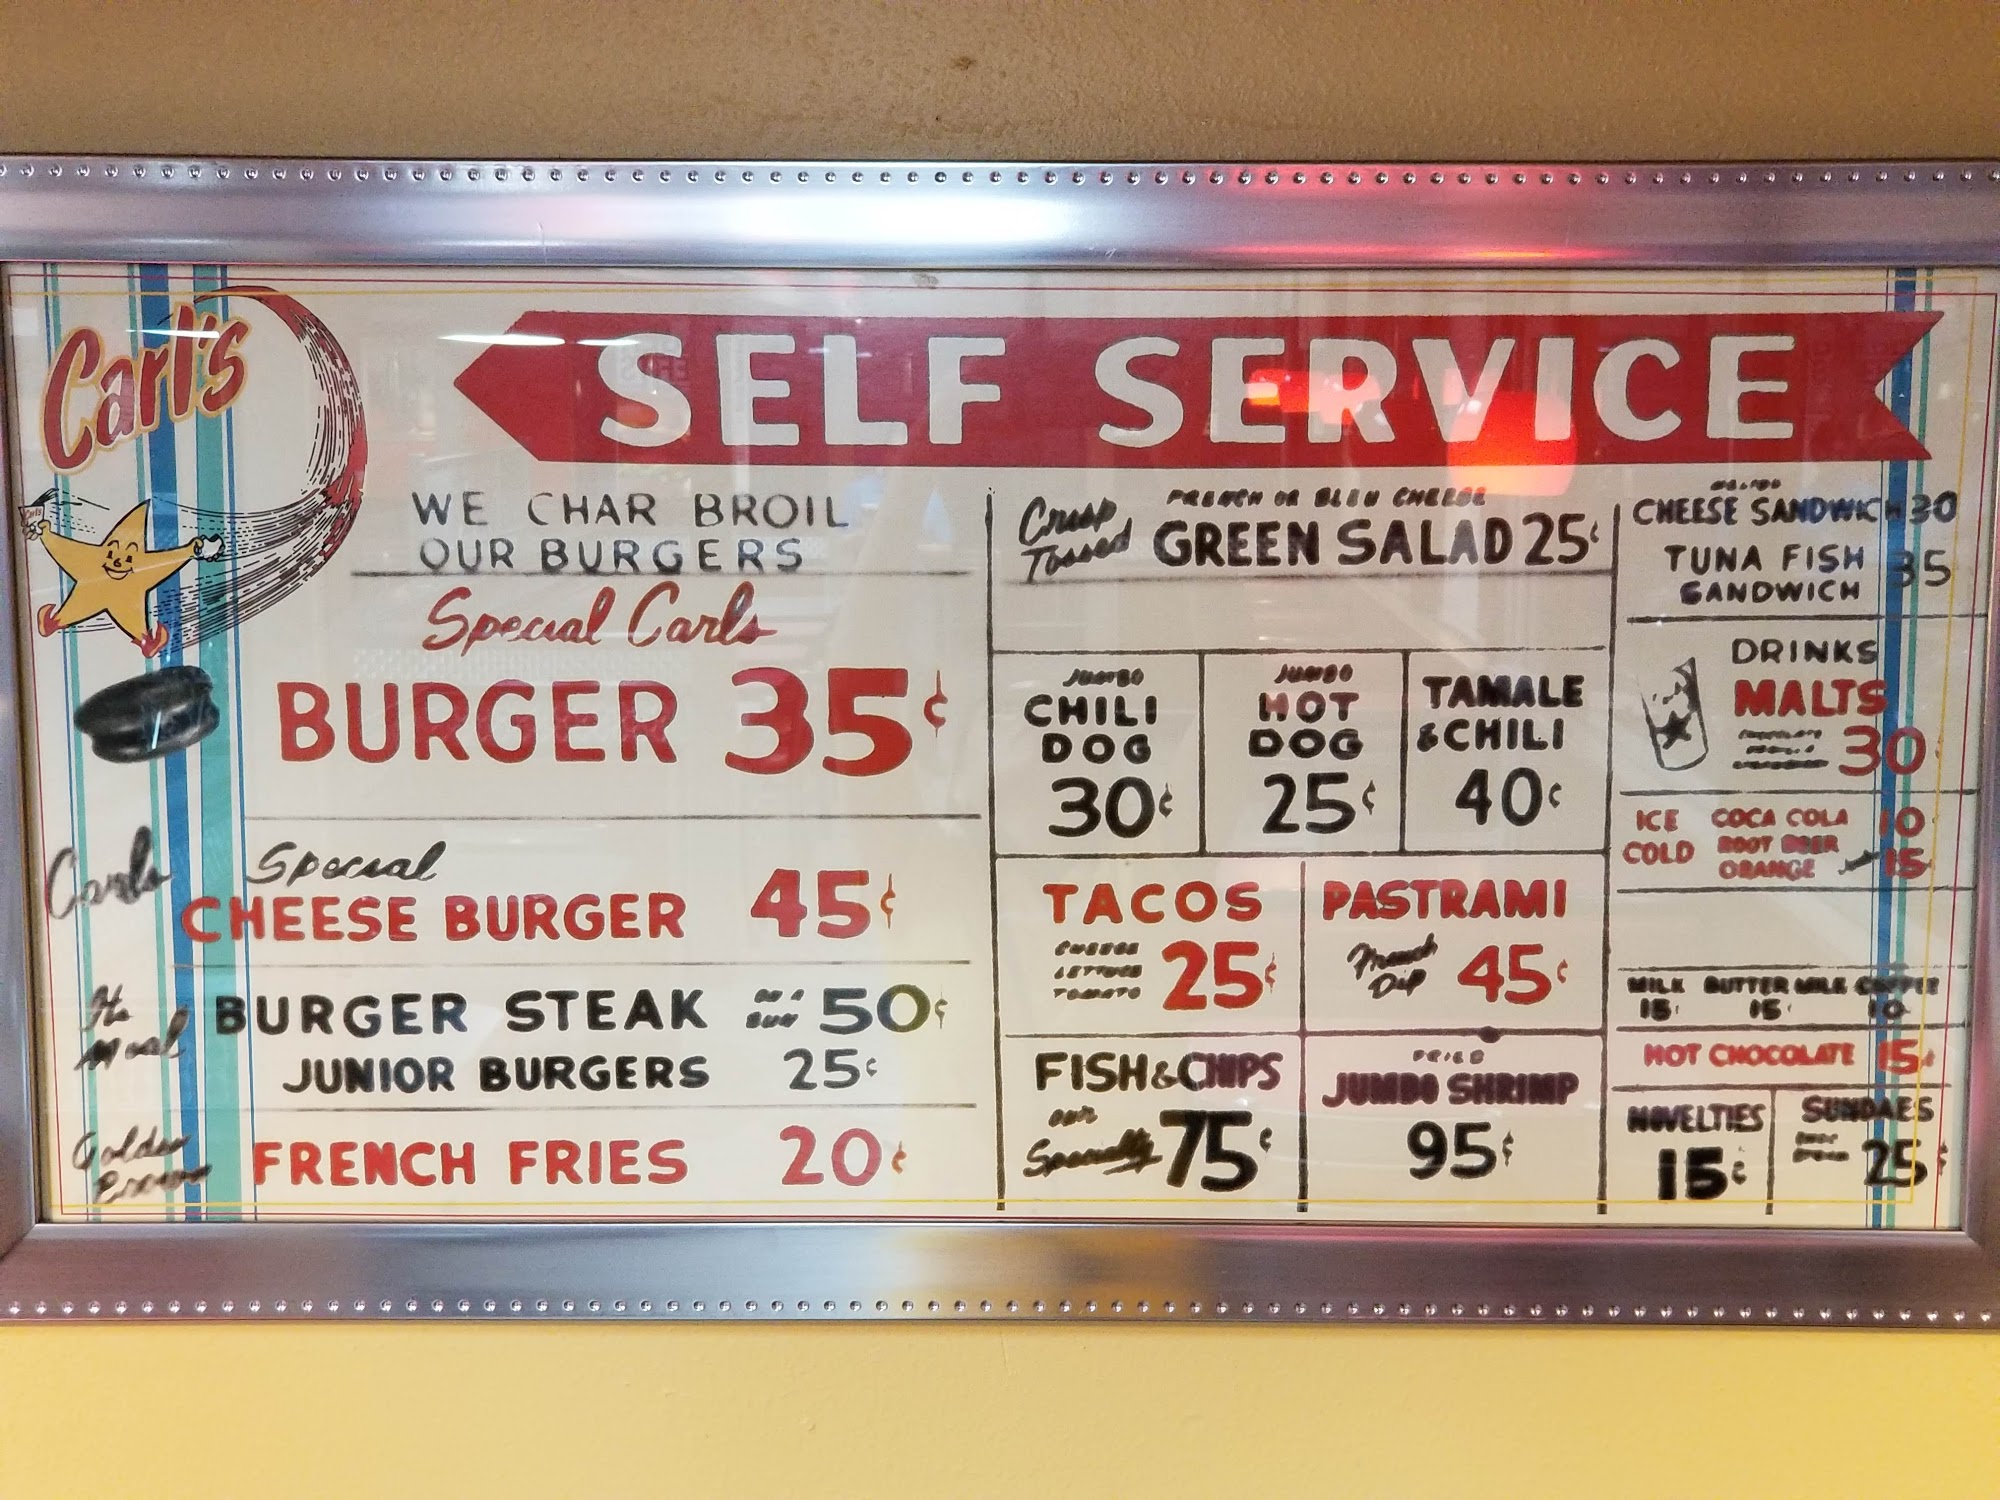 Carl's
SELF SERVICE
WE CHAR BROIL
OUR BURGERS
Special Carls
BURGER 35¢
Carls Special
CHEESE BURGER 45¢
BURGER STEAK ON A BUN 50¢
JUNIOR BURGERS 25¢
Golden Brown
FRENCH FRIES 20¢
Crisp Tossed
FRENCH OR BLEU CHEESE
GREEN SALAD 25¢
JUMBO
CHILI
DOG
30¢
JUMBO
HOT
DOG
25¢
TAMALE
& CHILI
40¢
TACOS
CHEESE
LETTUCE
TOMATO
25¢
PASTRAMI
French Dip
45¢
FISH & CHIPS
our
Specialty
75¢
FRIED
JUMBO SHRIMP
95¢
CHEESE SANDWICH 30
TUNA FISH
SANDWICH 35
DRINKS
MALTS
30
ICE
COLD
COCA COLA
ROOT BEER
ORANGE
10
15
MILK BUTTERMILK COFFEE
15¢ 15¢ 10
HOT CHOCOLATE 15¢
NOVELTIES
15¢
SUNDAES
25¢